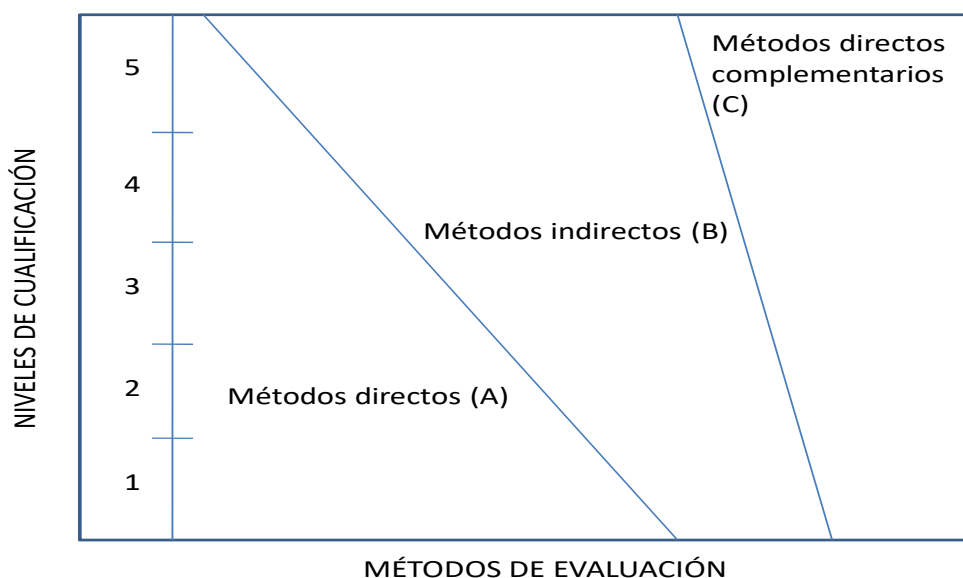 Métodos directos
complementarios
(C)
5
4
Métodos indirectos (B)
3
2
Métodos directos (A)
1
NIVELES DE CUALIFICACIÓN
MÉTODOS DE EVALUACIÓN